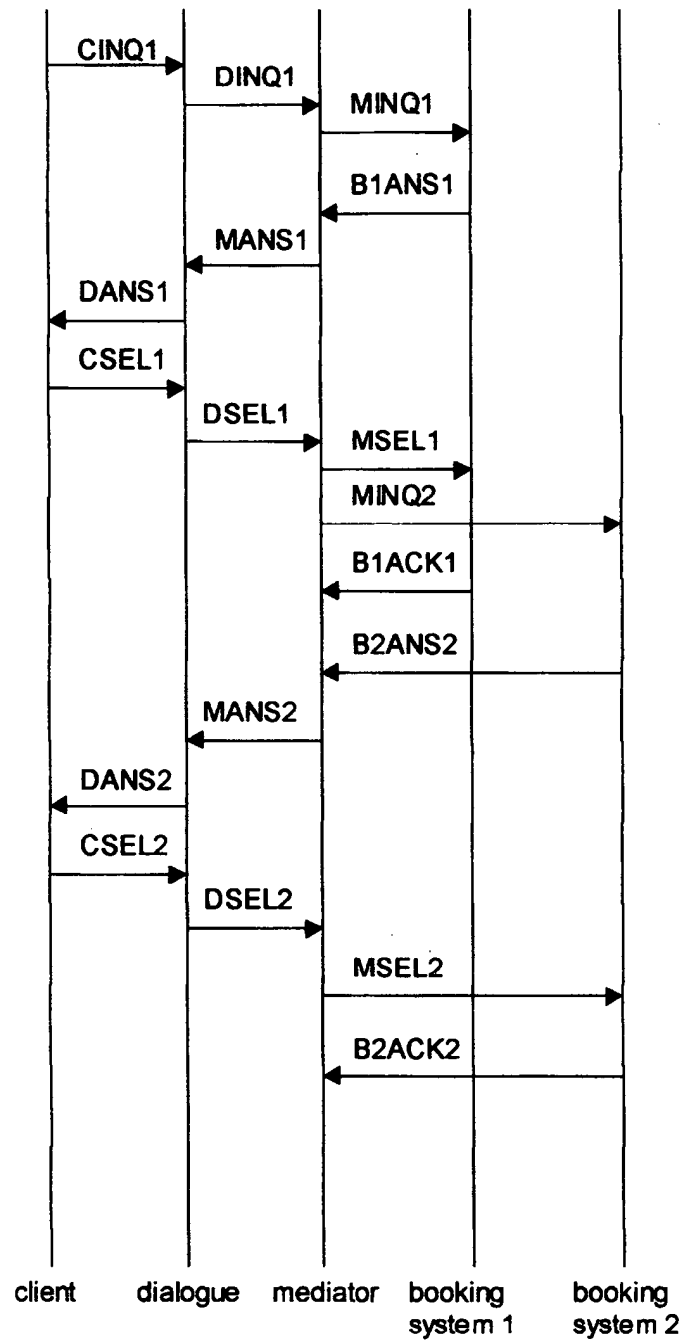 CINQ1
DINQ1
MINQ1
B1ANS1
MANS1
DANS1
CSEL1
DSEL1
MSEL1
MINQ2
B1ACK1
B2ANS2
MANS2
DANS2
CSEL2
DSEL2
MSEL2
B2ACK2
client dialogue mediator booking booking
system 1 system 2